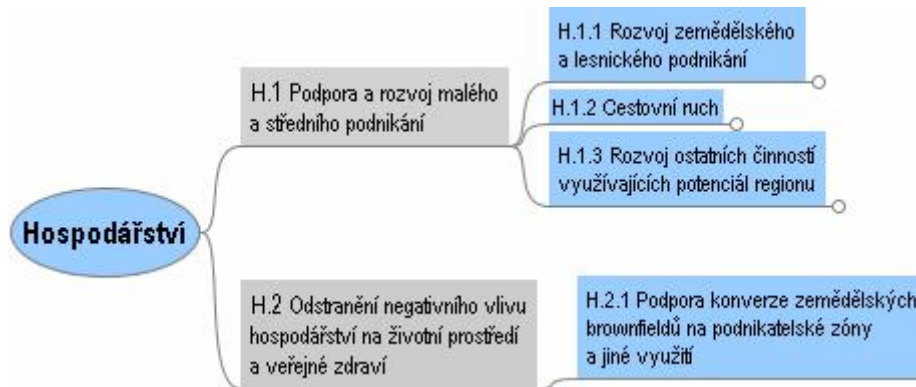 H.1.1 Rozvoj zemědělského
a lesnického podnikání
H.1 Podpora a rozvoj malého
a středního podnikání
H.1.2 Cestovní ruch
H.1.3 Rozvoj ostatních činností
využívajících potenciál regionu
Hospodářství
H.2 Odstranění negativního vlivu
hospodářství na životní prostředí
a veřejné zdraví
H.2.1 Podpora konverze zemědělských
brownfieldů na podnikatelské zóny
a jiné využití